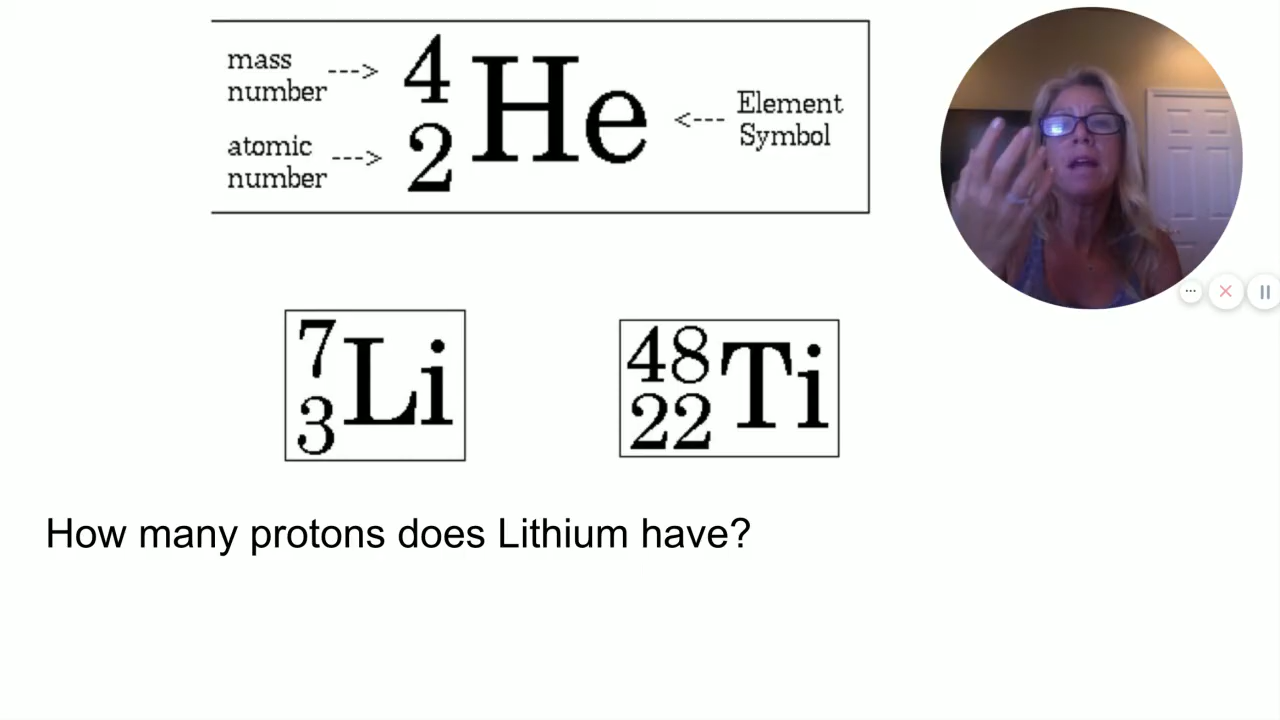 mass
number
--->
4
2
He
<---
Element
Symbol
atomic
number
--->
7
3
Li
48
22
Ti
How many protons does Lithium have?